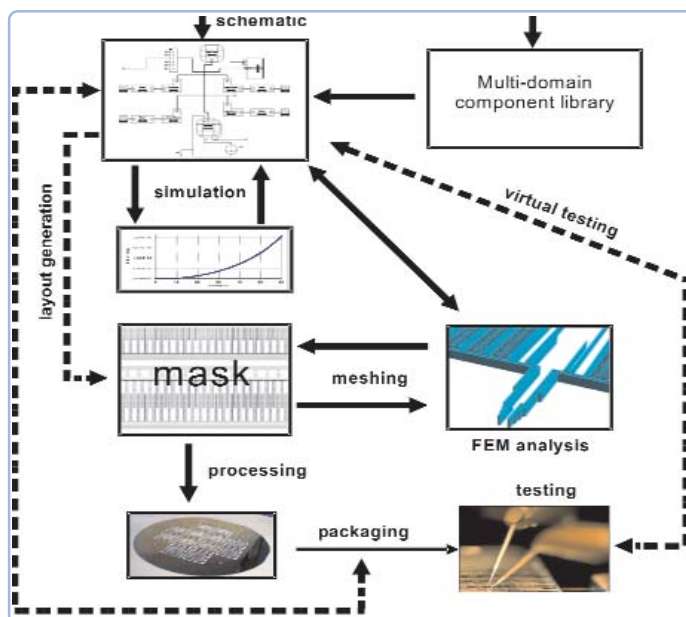 schematic
Multi-domain
component library
simulation
virtual testing
layout generation
mask
meshing
FEM analysis
processing
testing
packaging